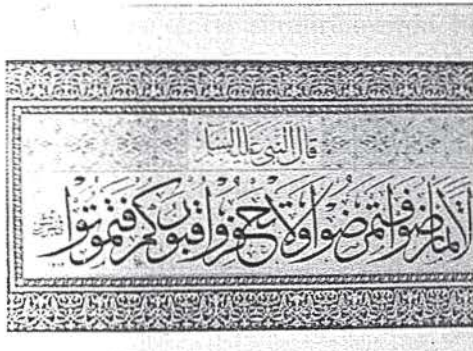 قال النبي عليه السلام
لا تمارضوا فتمرضوا ولا تحفروا قبوركم فتموتوا